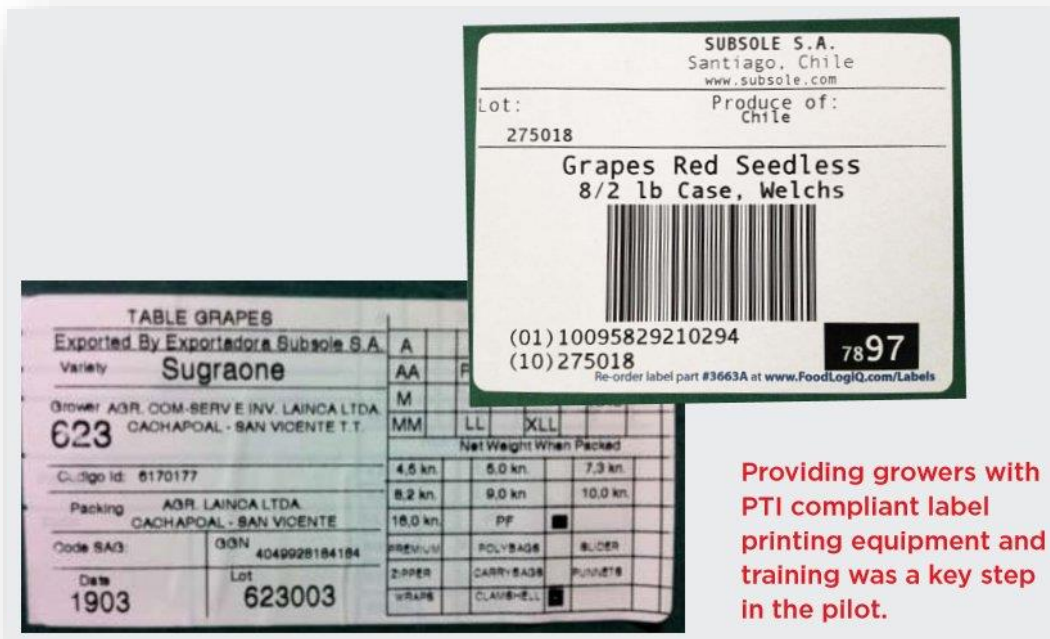 SUBSOLE S.A.
Santiago, Chile
www.subsole.com
Lot:
275018
Produce of:
Chile
Grapes Red Seedless
8/2 lb Case, Welchs
(01)10095829210294
(10)275018
7897
Re-order label part #3663A at www.FoodLogiQ.com/Labels
TABLE GRAPES
Exported By Exportadora Subsole S.A.
Variety Sugraone
Grower AGR. COM-SERV E INV. LAINCA LTDA.
623 CACHAPOAL - SAN VICENTE T.T.
Id: 6170177
Packing AGR. LAINCA LTDA.
CACHAPOAL - SAN VICENTE
Code SAG:
GGN 4049928184184
Date
1903
Lot
623003
A
AA
M
MM LL XLL
Net Weight When Packed
4,5 kn. 5.0 kn. 7,3 kn.
8.2 kn. 9,0 kn 10,0 kn.
18,0 kn. PF
PREMIUM POLYBAGS SLIDER
ZIPPER CARRYBAGS PUNNETS
WRAPS CLAMSHELL
Providing growers with
PTI compliant label
printing equipment and
training was a key step
in the pilot.